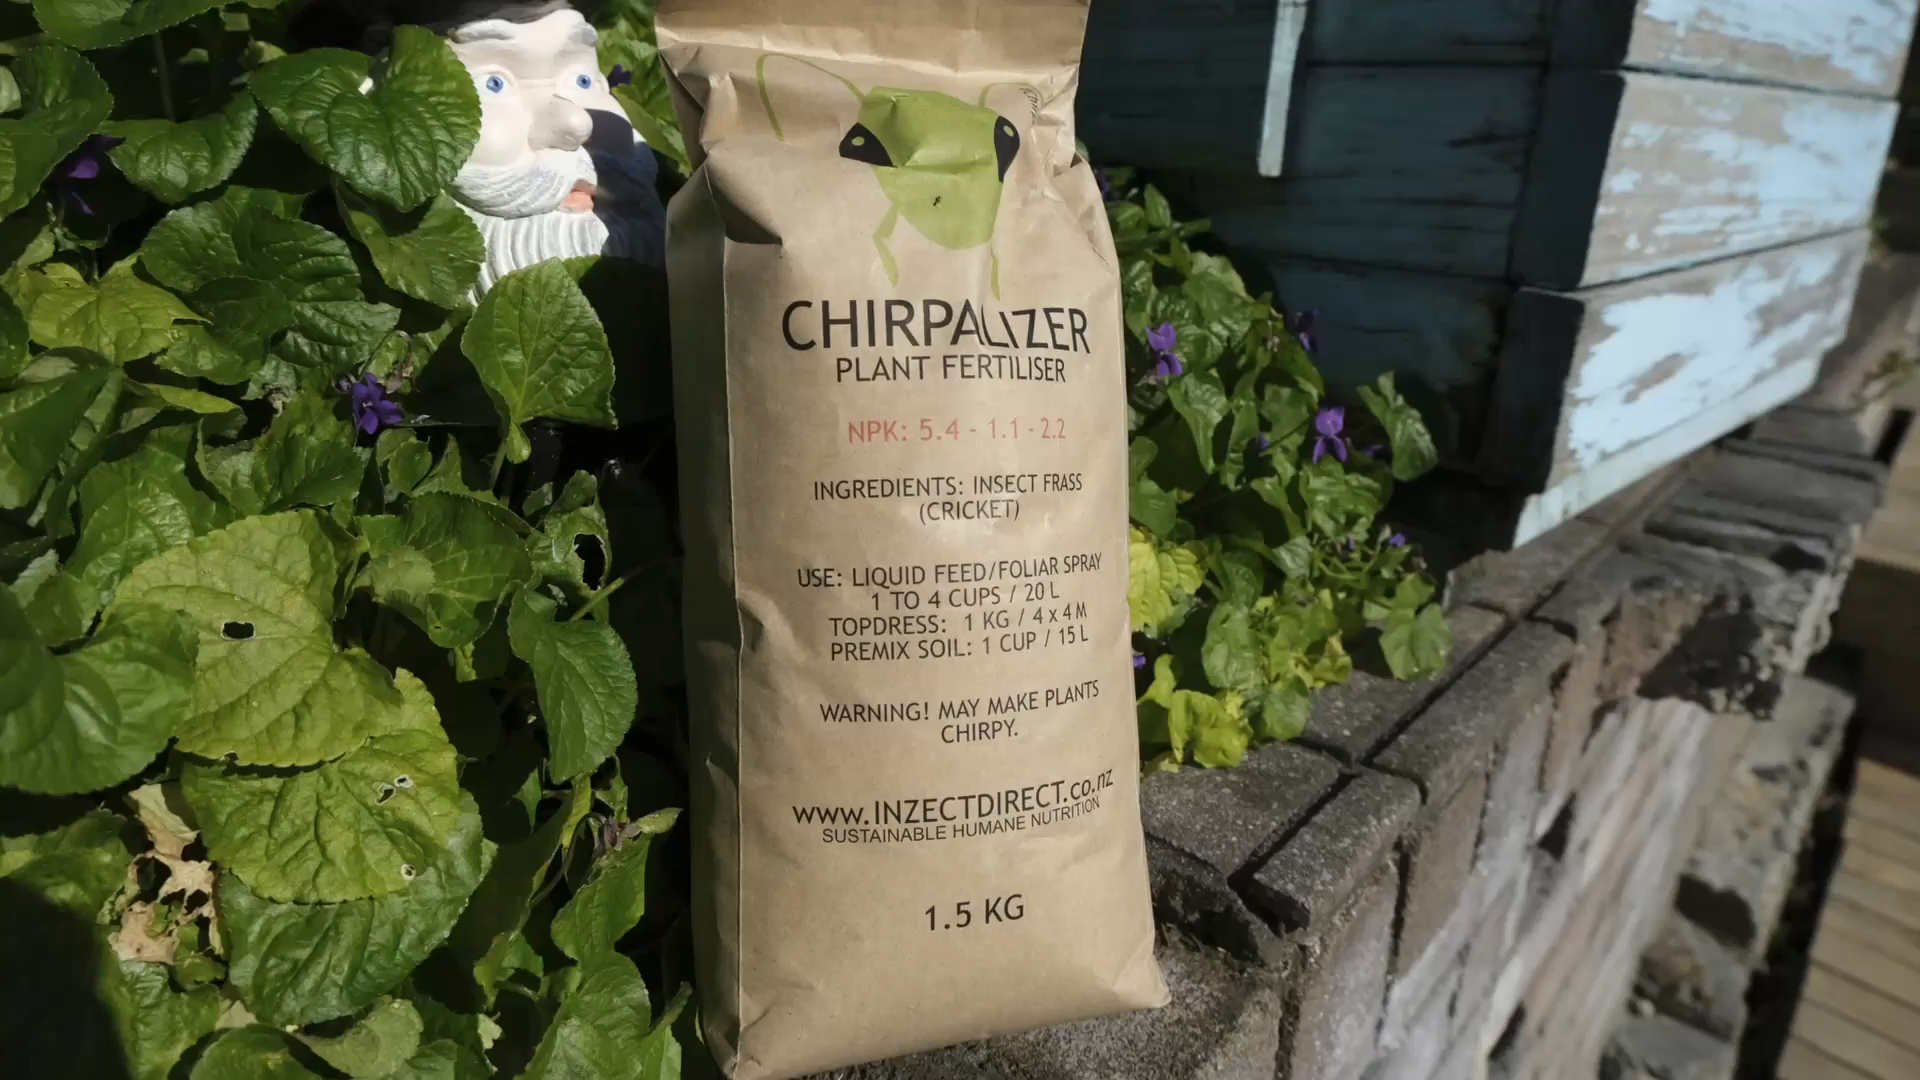 CHIRPALIZER
PLANT FERTILISER
NPK: 5.4 - 1.1 - 2.2
INGREDIENTS: INSECT FRASS
(CRICKET)
USE: LIQUID FEED/FOLIAR SPRAY
1 TO 4 CUPS / 20 L
TOPDRESS: 1 KG / 4 x 4 M
PREMIX SOIL: 1 CUP / 15 L
WARNING! MAY MAKE PLANTS
CHIRPY.
www.INZECTDIRECT.co.nz
SUSTAINABLE HUMANE NUTRITION
1.5 KG